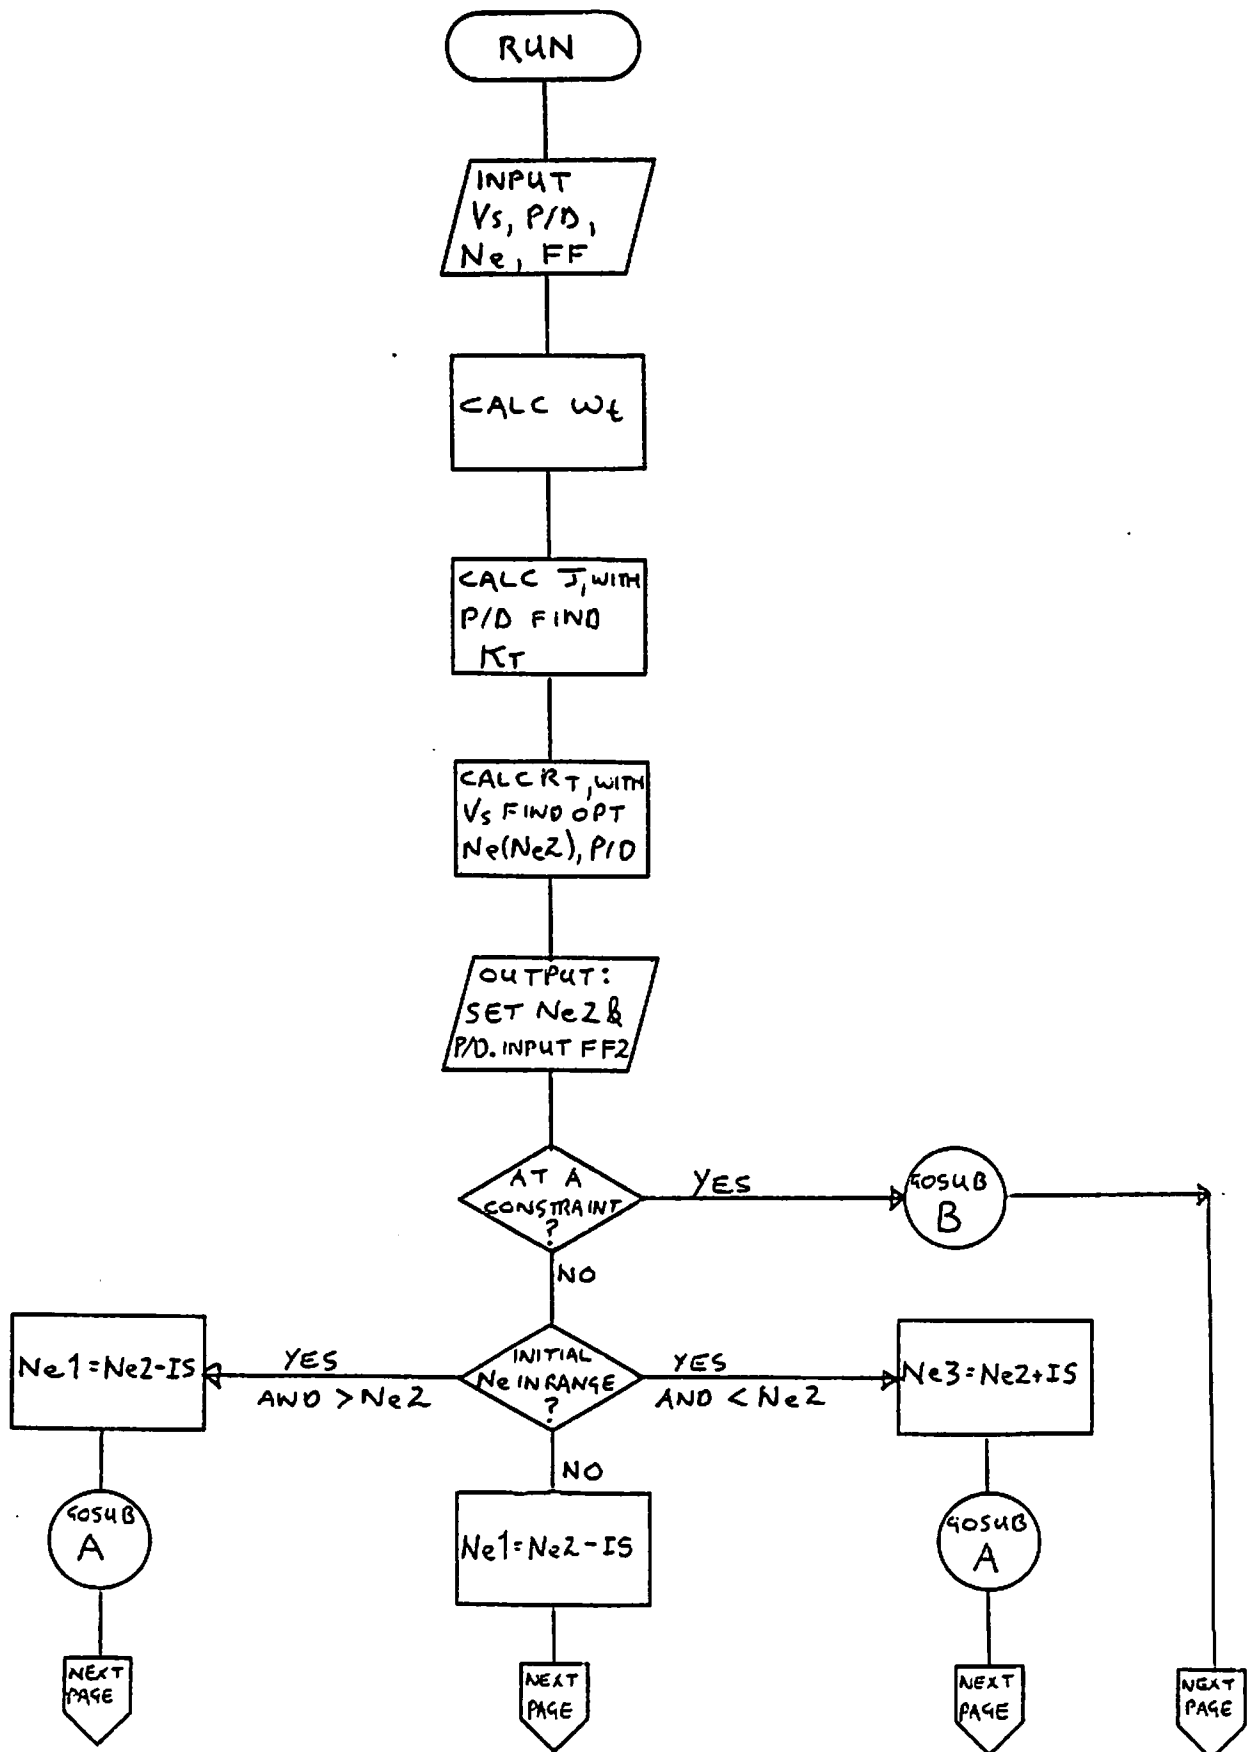 RUN
INPUT
Vs, P/D,
Ne, FF
CALC Wt
CALC J, WITH
P/D FIND
KT
CALC RT, WITH
Vs FIND OPT
Ne(Ne2), P/D
OUTPUT:
SET Ne2 &
P/D. INPUT FF2
AT A
CONSTRAINT
?
YES
GOSUB
B
NO
Ne1=Ne2-IS
YES
AND >Ne2
INITIAL
Ne IN RANGE
?
YES
AND <Ne2
Ne3=Ne2+IS
NO
GOSUB
A
Ne1=Ne2-IS
GOSUB
A
NEXT
PAGE
NEXT
PAGE
NEXT
PAGE
NEXT
PAGE